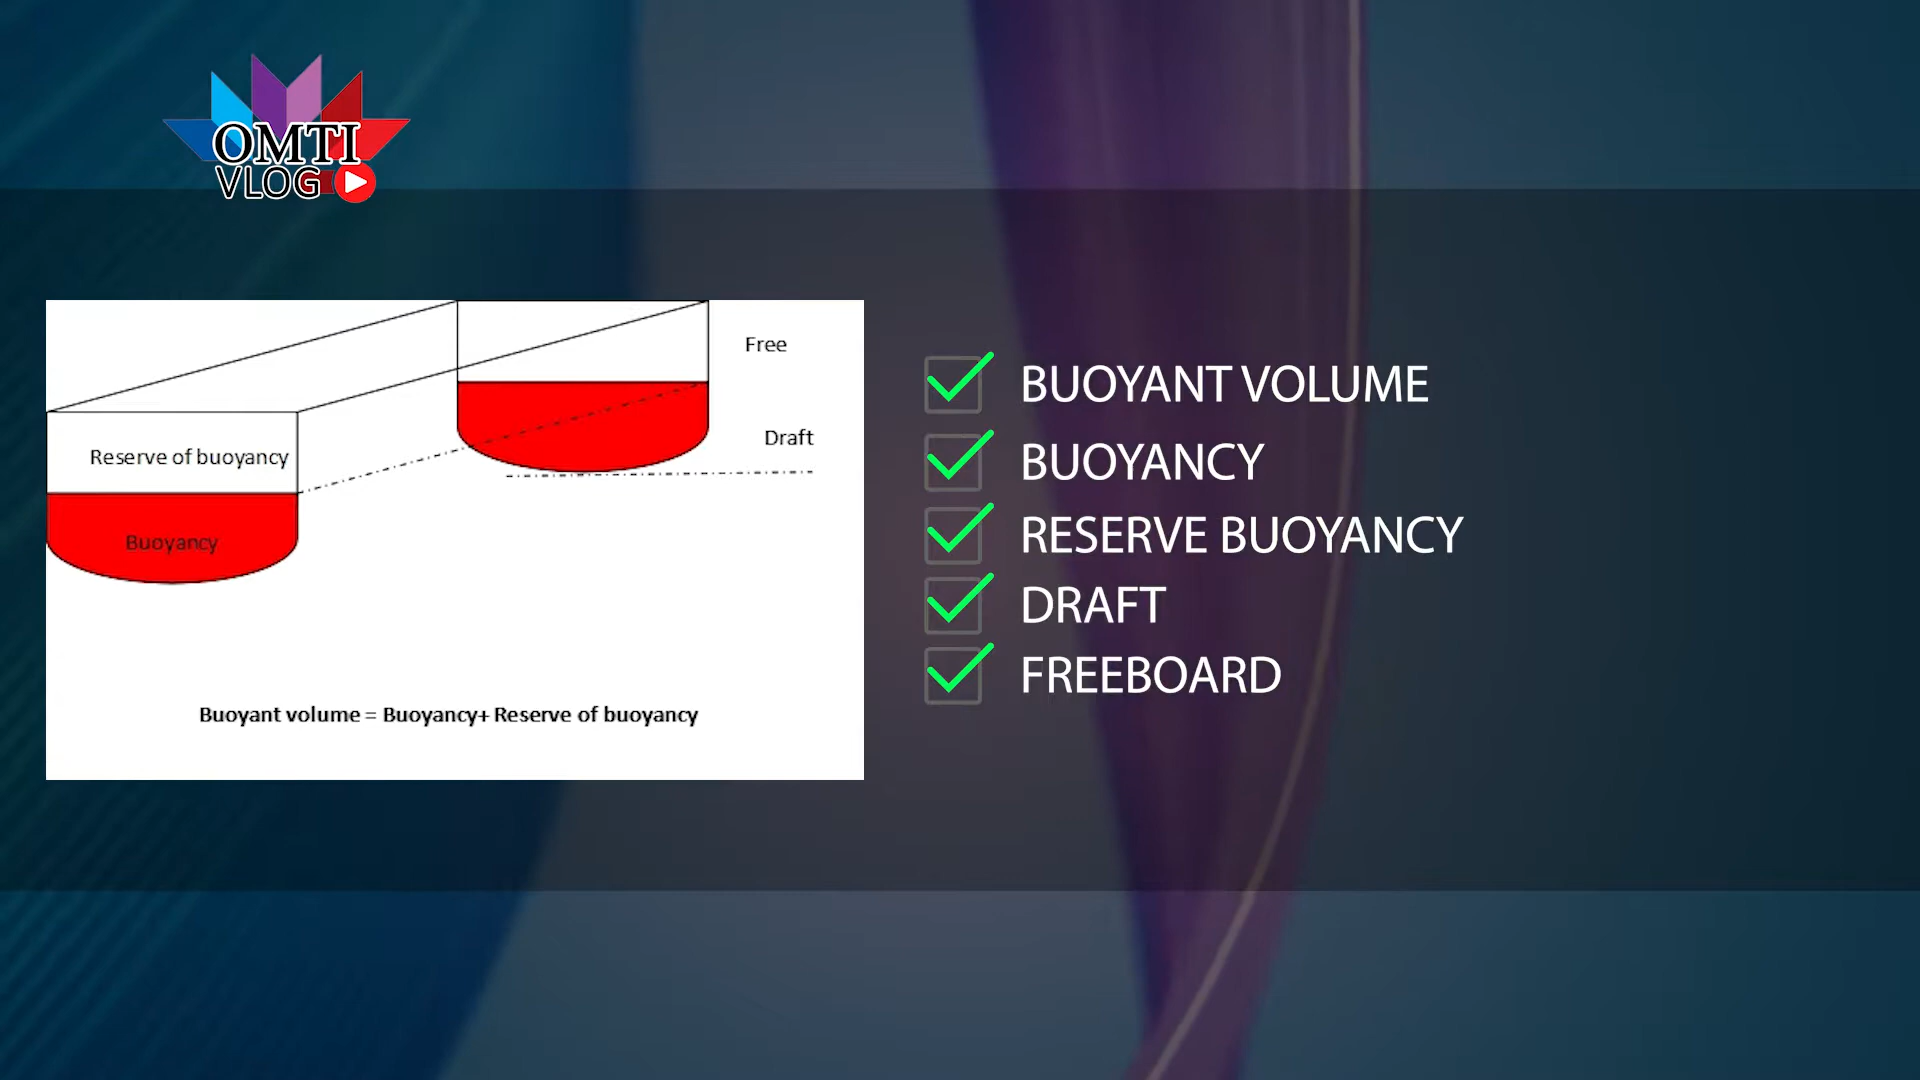 OMTI
VLOG
Free
Draft
Reserve of buoyancy
Buoyancy
Buoyant volume = Buoyancy+ Reserve of buoyancy
BUOYANT VOLUME
BUOYANCY
RESERVE BUOYANCY
DRAFT
FREEBOARD